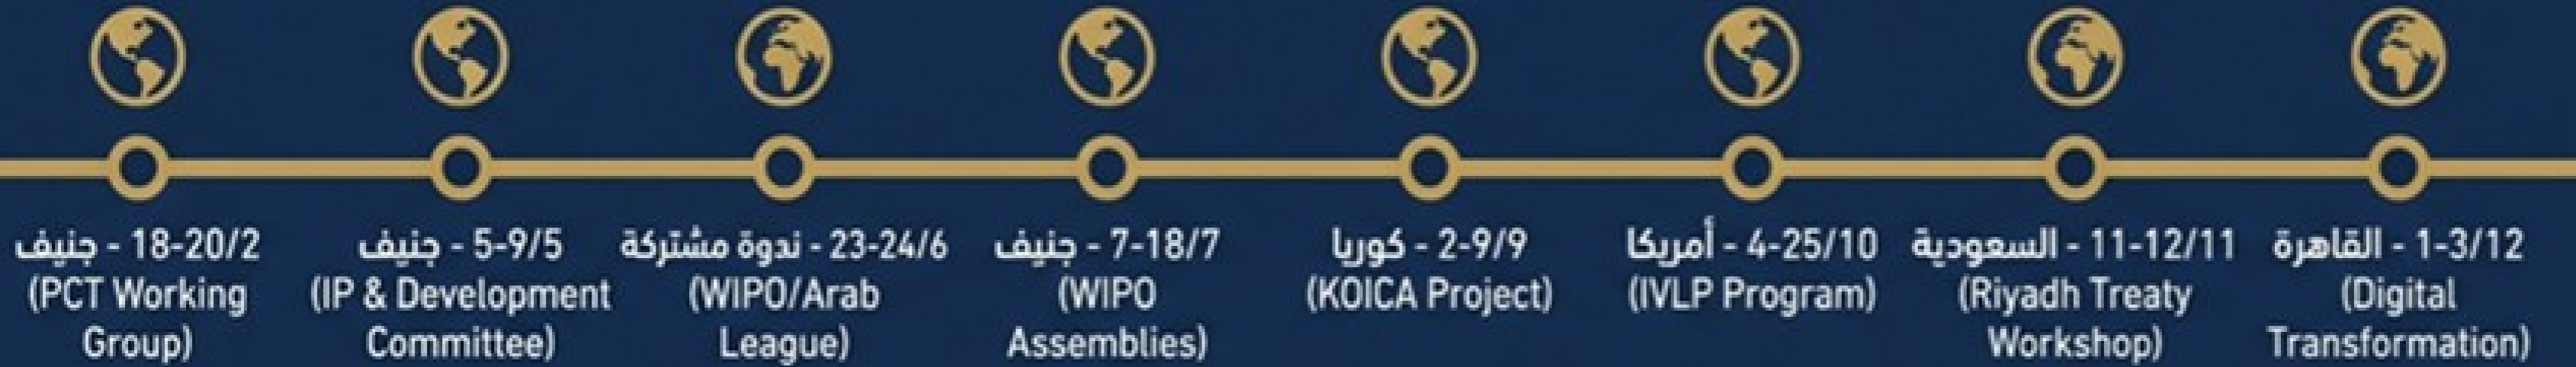 18-20/2 - جنيف
(PCT Working
Group)
5-9/5 - جنيف
(IP & Development
Committee)
23-24/6 - ندوة مشتركة
(WIPO/Arab
League)
7-18/7 - جنيف
(WIPO
Assemblies)
2-9/9 - كوريا
(KOICA Project)
4-25/10 - أمريكا
(IVLP Program)
11-12/11 - السعودية
(Riyadh Treaty
Workshop)
1-3/12 - القاهرة
(Digital
Transformation)